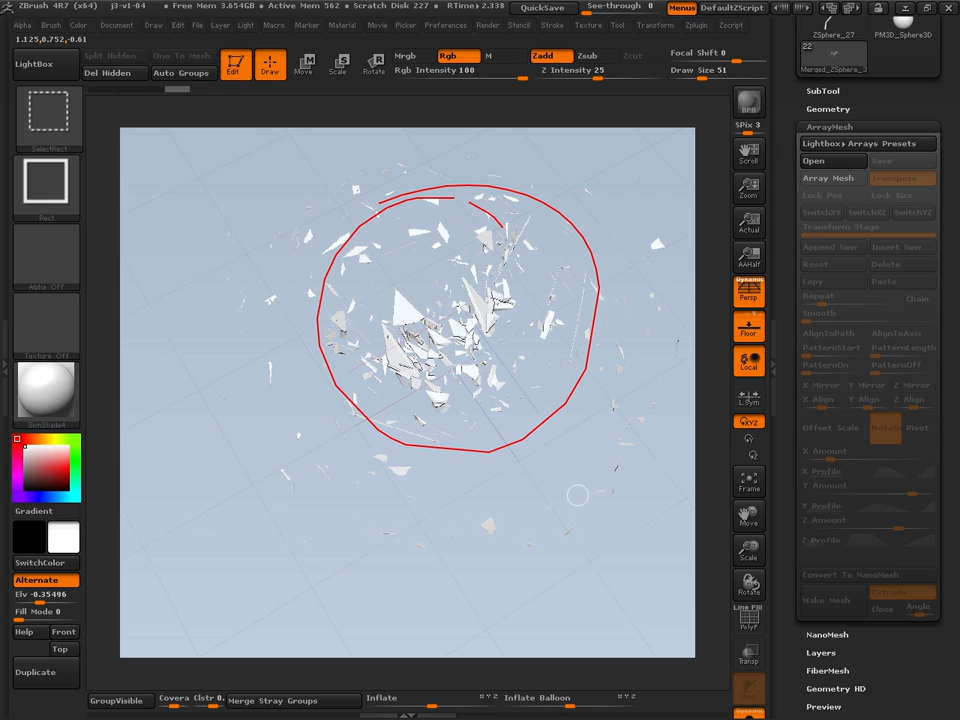 ZBrush 4R7 (x64)   j3-v1-04   • Free Mem 3.654GB • Active Mem 562 • Scratch Disk 227 • RTime▸2.338   QuickSave   See-through 0   Menus   DefaultZScript
Alpha Brush Color Document Draw Edit File Layer Light Macro Marker Material Movie Picker Preferences Render Stencil Stroke Texture Tool Transform Zplugin Zscript
1.125,0.752,-0.61
LightBox
Split Hidden   One To Mesh
Del Hidden   Auto Groups
Edit   Draw   Move   Scale   Rotate
Mrgb   Rgb   M   Zadd   Zsub   Zcut
Rgb Intensity 100   Z Intensity 25
Focal Shift 0
Draw Size 51
SelectRect
Rect
Alpha Off
Texture Off
SkinShade4
Gradient
SwitchColor
Alternate
Elv -0.35496
Fill Mode 0
Help   Front
Top
Duplicate
BPR
SPix 3
Scroll
Zoom
Actual
AAHalf
Dynamic
Persp
Floor
Local
L.Sym
XYZ
Frame
Move
Scale
Rotate
Line Fill
PolyF
Transp
Dynamic
GroupVisible   Covera   Clstr 0.   Merge Stray Groups   Inflate   X Y Z   Inflate Balloon   X Y Z
ZSphere_27   PM3D_Sphere3D
22
Merged_ZSphere_3
SubTool
Geometry
ArrayMesh
Lightbox▸Arrays Presets
Open   Save
Array Mesh   Transpose
Lock Pos   Lock Size
SwitchXY   SwitchXZ   SwitchYZ
Transform Stage
Append New   Insert New
Reset   Delete
Copy   Paste
Repeat   Chain
Smooth
AlignToPath   AlignToAxis
PatternStart   PatternLength
PatternOn   PatternOff
X Mirror   Y Mirror   Z Mirror
X Align   Y Align   Z Align
Offset   Scale   Rotate   Pivot
X Amount
X Profile
Y Amount
Y Profile
Z Amount
Z Profile
Convert To NanoMesh
Make Mesh   Extrude
Close   Angle
NanoMesh
Layers
FiberMesh
Geometry HD
Preview